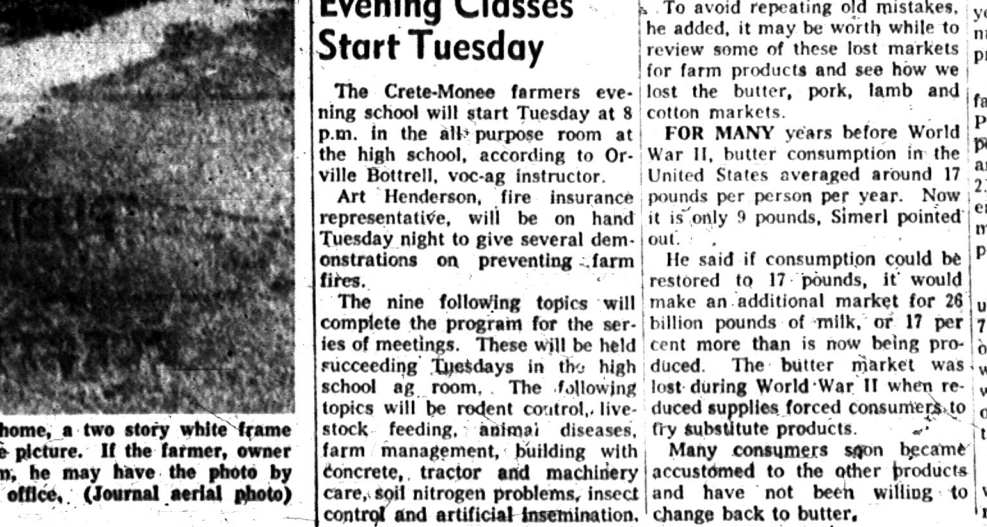 home, a two story white frame
picture. If the farmer, owner
he may have the photo by
office. (Journal aerial photo)
Evening Classes
Start Tuesday
The Crete-Monee farmers eve-
ning school will start Tuesday at 8
p.m. in the all purpose room at
the high school, according to Or-
ville Bottrell, voc-ag instructor.
Art Henderson, fire insurance
representative, will be on hand
Tuesday night to give several dem-
onstrations on preventing farm
fires.
The nine following topics will
complete the program for the ser-
ies of meetings. These will be held
succeeding Tuesdays in the high
school ag room. The following
topics will be rodent control, live-
stock feeding, animal diseases,
farm management, building with
concrete, tractor and machinery
care, soil nitrogen problems, insect
control and artificial insemination.
To avoid repeating old mistakes,
he added, it may be worth while to
review some of these lost markets
for farm products and see how we
lost the butter, pork, lamb and
cotton markets.
FOR MANY years before World
War II, butter consumption in the
United States averaged around 17
pounds per person per year. Now
it is only 9 pounds, Simerl pointed
out.
He said if consumption could be
restored to 17 pounds, it would
make an additional market for 26
billion pounds of milk, or 17 per
cent more than is now being pro-
duced. The butter market was
lost during World War II when re-
duced supplies forced consumers to
try substitute products.
Many consumers soon became
accustomed to the other products
and have not been willing to
change back to butter.